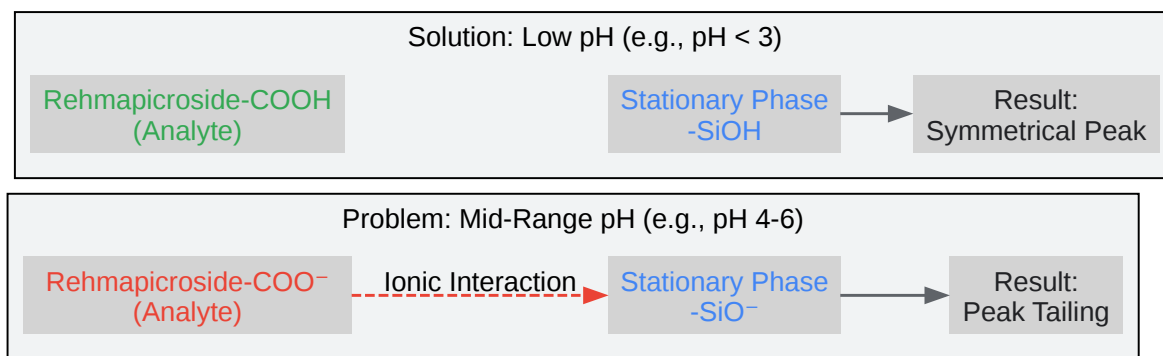 Solution: Low pH (e.g., pH < 3)
Rehmapicroside-COOH
(Analyte)
Stationary Phase
-SiOH
Result:
Symmetrical Peak
Problem: Mid-Range pH (e.g., pH 4-6)
Rehmapicroside-COO⁻
(Analyte)
Ionic Interaction
Stationary Phase
-SiO⁻
Result:
Peak Tailing